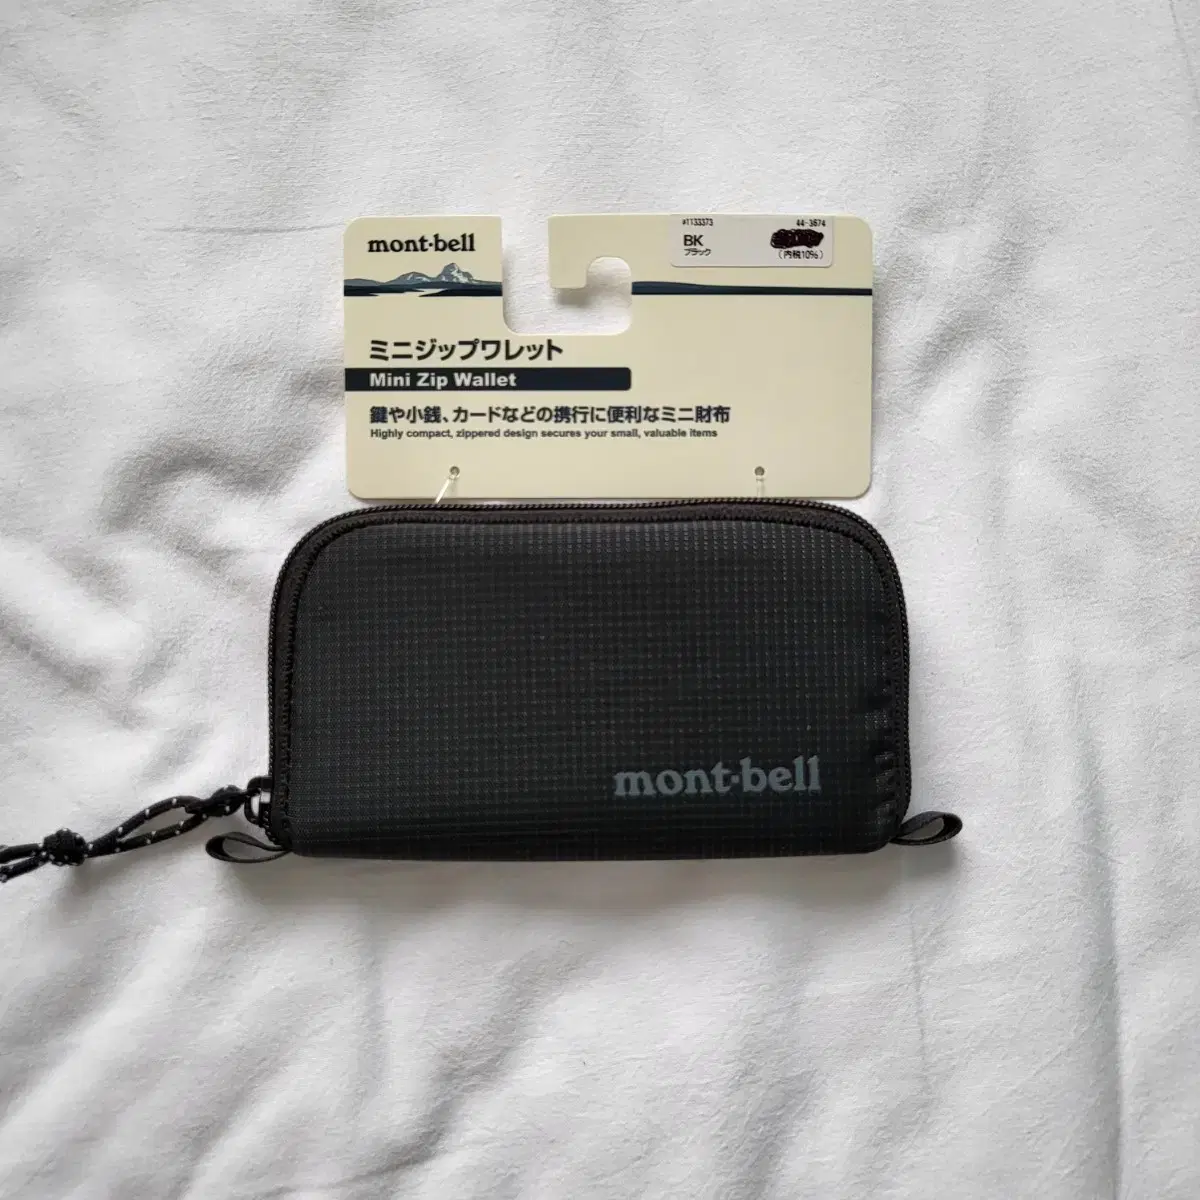 mont-bell
a1133373 44-3674
BK
ブラック (内税10%)
ミニジップワレット
Mini Zip Wallet
鍵や小銭、カードなどの携行に便利なミニ財布
Highly compact, zippered design secures your small, valuable items
mont-bell